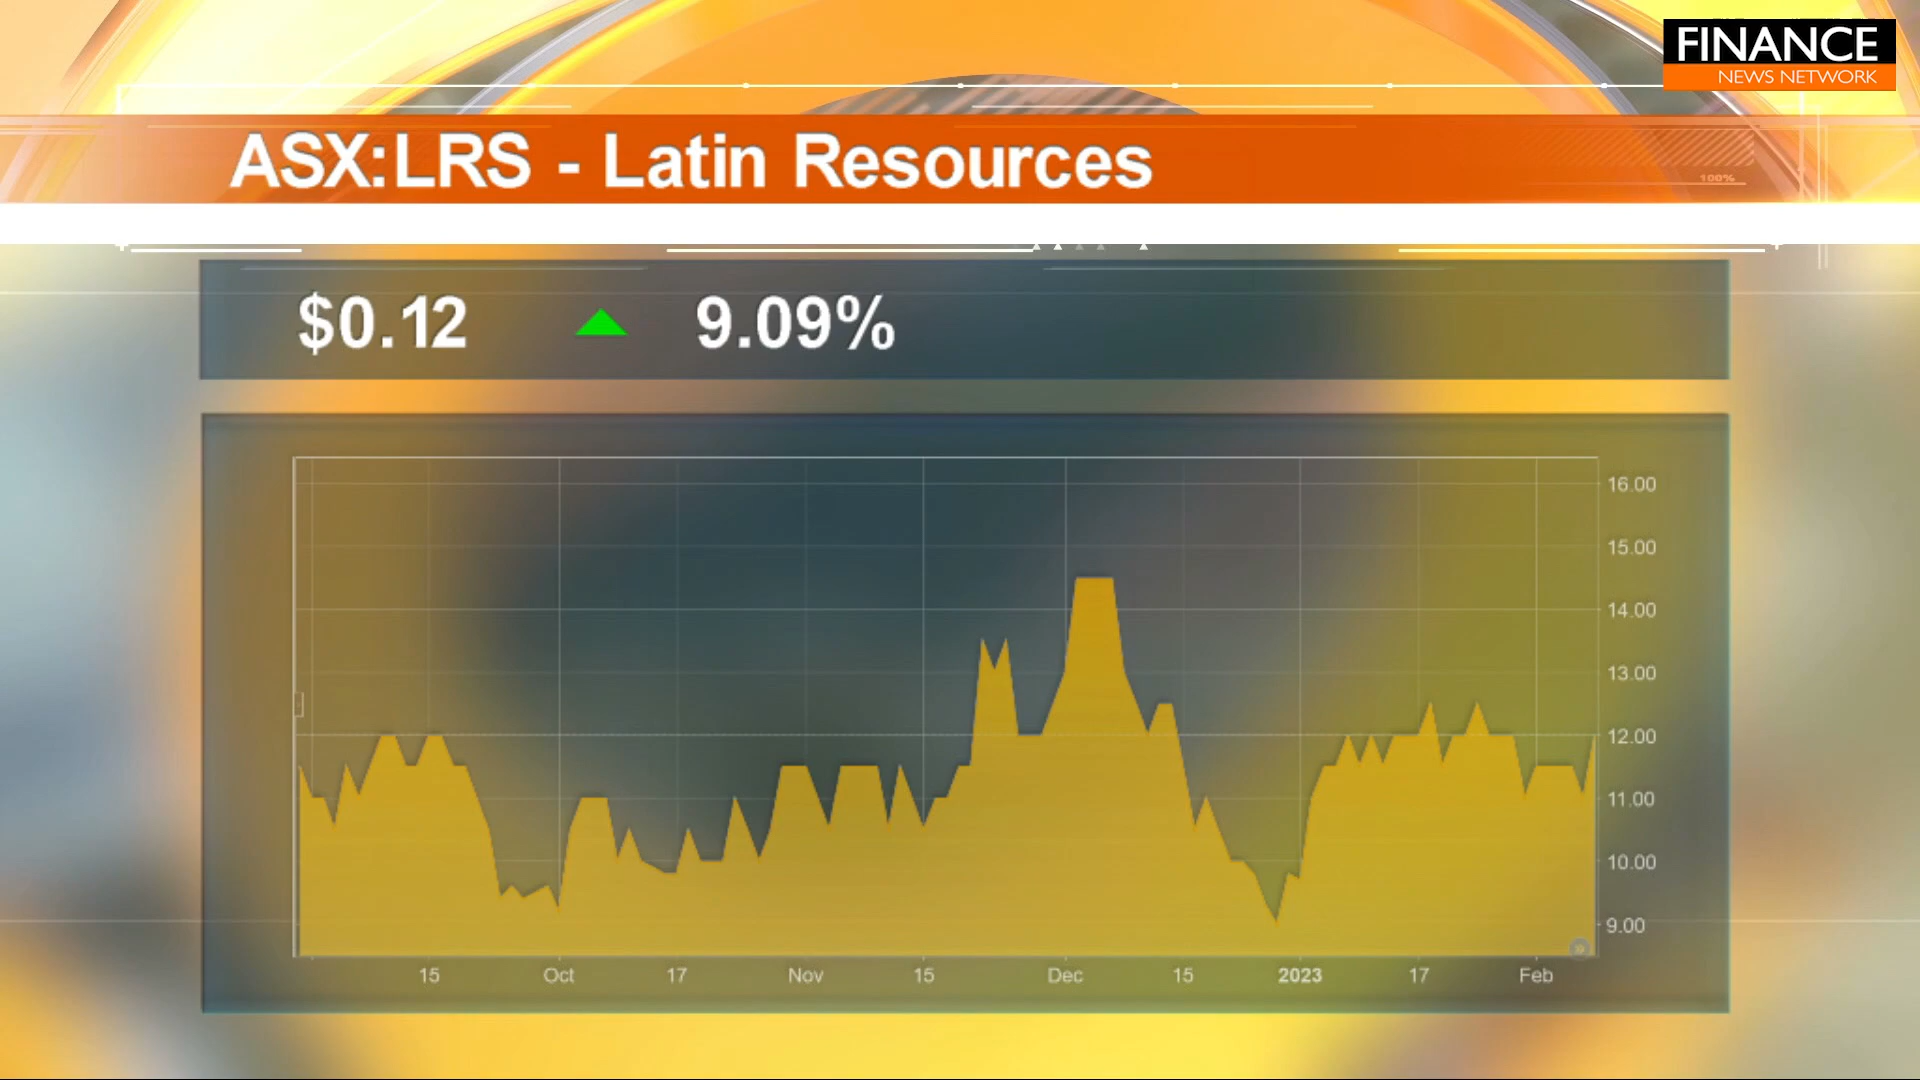 FINANCE
NEWS NETWORK
ASX:LRS - Latin Resources
100%
$0.12 9.09%
16.00
15.00
14.00
13.00
12.00
11.00
10.00
9.00
15 Oct 17 Nov 15 Dec 15 2023 17 Feb